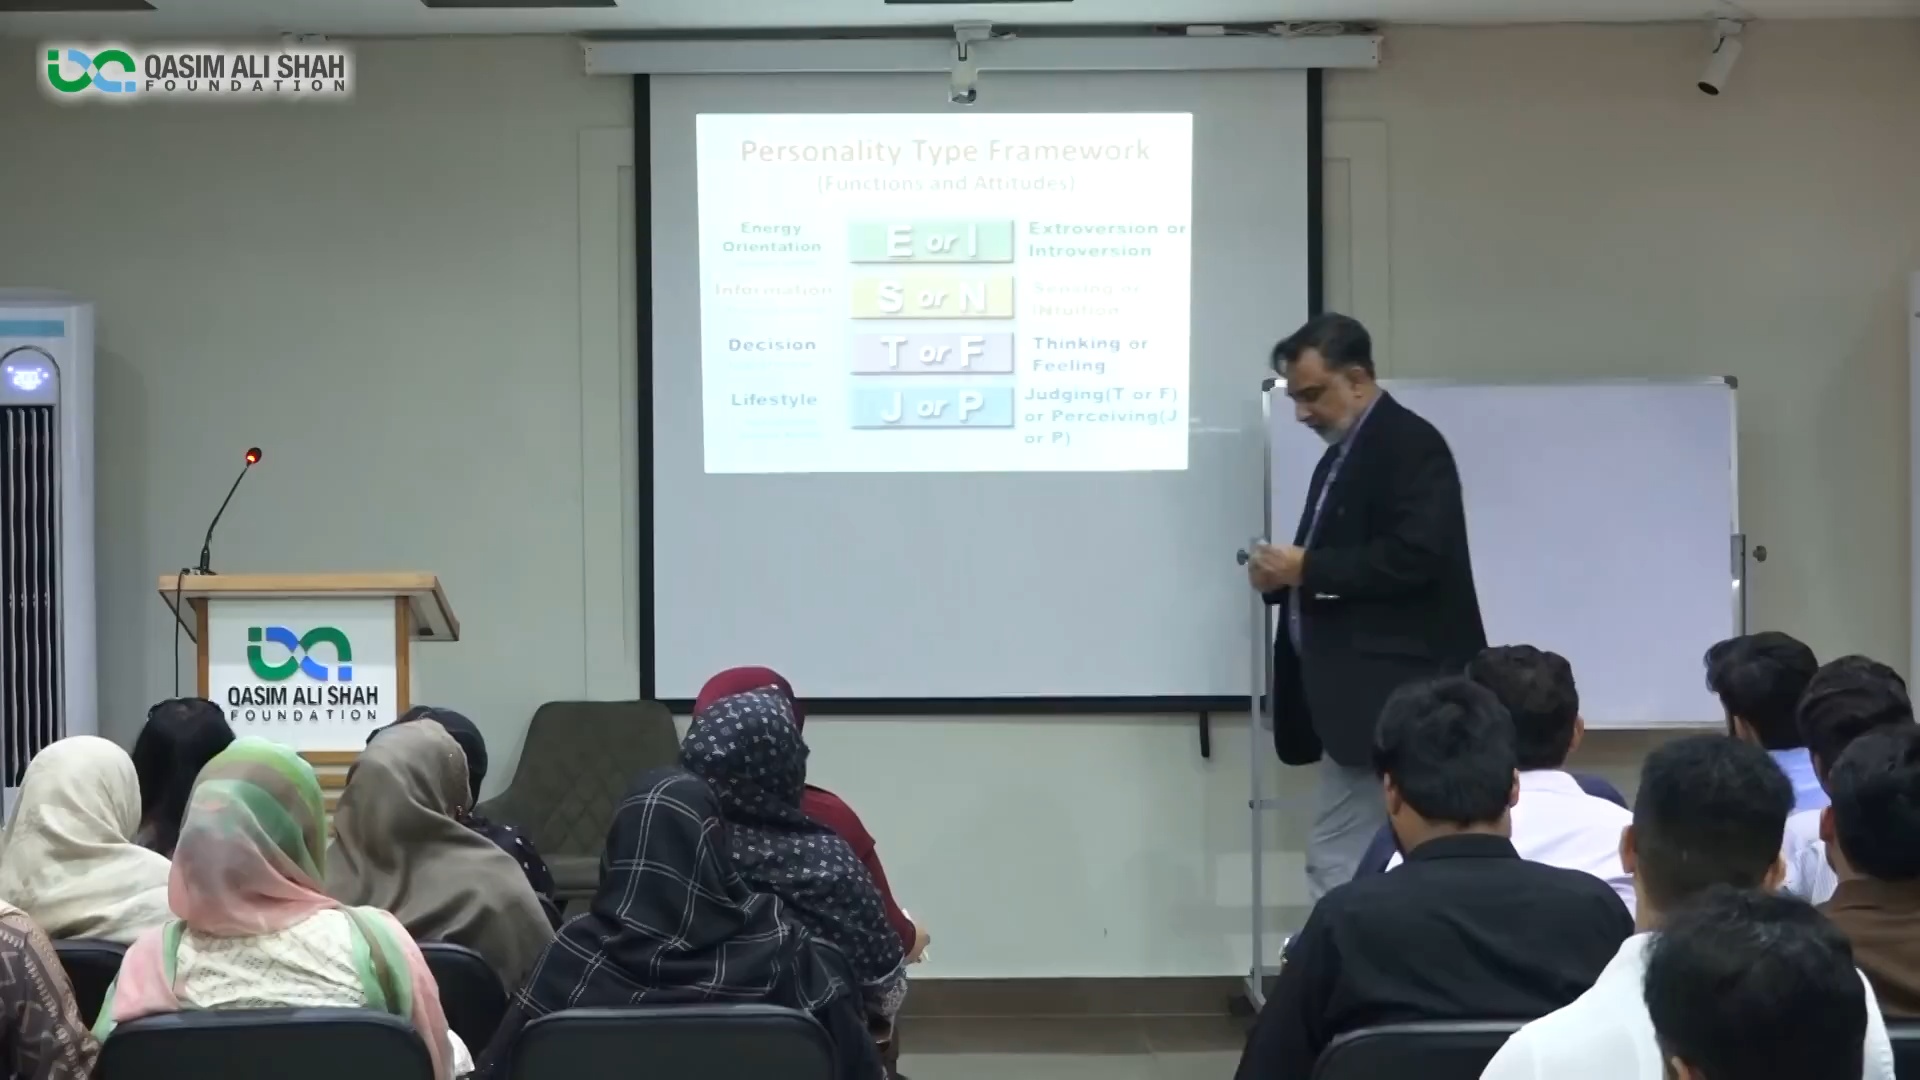 QASIM ALI SHAH
FOUNDATION
Personality Type Framework
(Functions and Attitudes)
Energy
Orientation
E or I
Extroversion or
Introversion
Information
S or N
Sensing or
INtuition
Decision
T or F
Thinking or
Feeling
Lifestyle
J or P
Judging(T or F)
or Perceiving(J
or P)
QASIM ALI SHAH
FOUNDATION